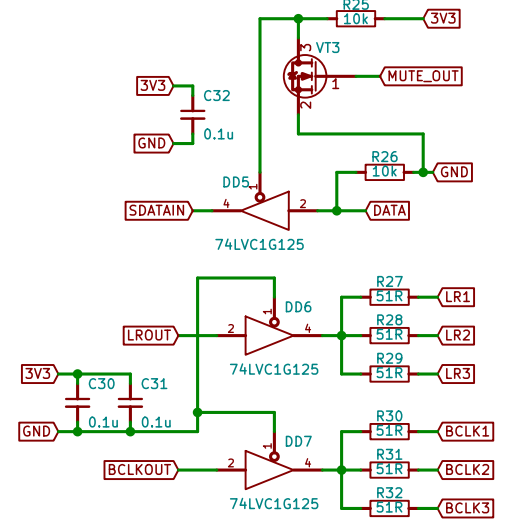 R25
10k
3V3
3
VT3
MUTE_OUT
1
2
3V3
C32
GND
0.1u
R26
10k
GND
DD5
1
SDATAIN
4
2
DATA
74LVC1G125
R27
51R
LR1
DD6
1
LROUT
2
4
R28
51R
LR2
74LVC1G125
R29
51R
LR3
3V3
C30
C31
0.1u
0.1u
GND
R30
51R
BCLK1
DD7
1
BCLKOUT
2
4
R31
51R
BCLK2
74LVC1G125
R32
51R
BCLK3